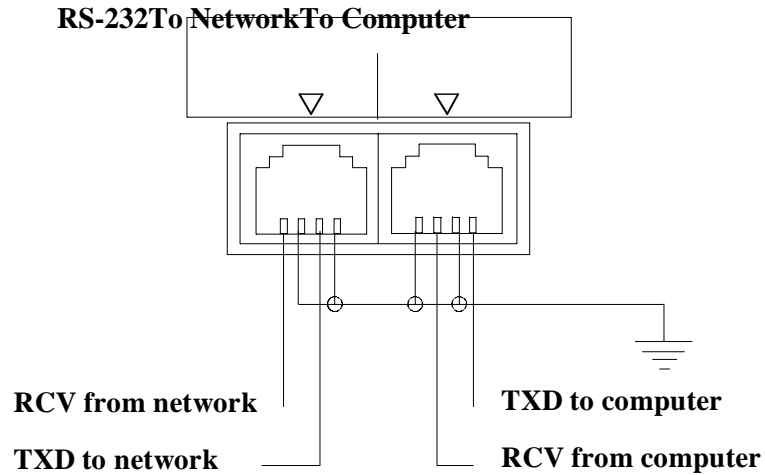 RS-232To NetworkTo Computer
RCV from network
TXD to computer
TXD to network
RCV from computer